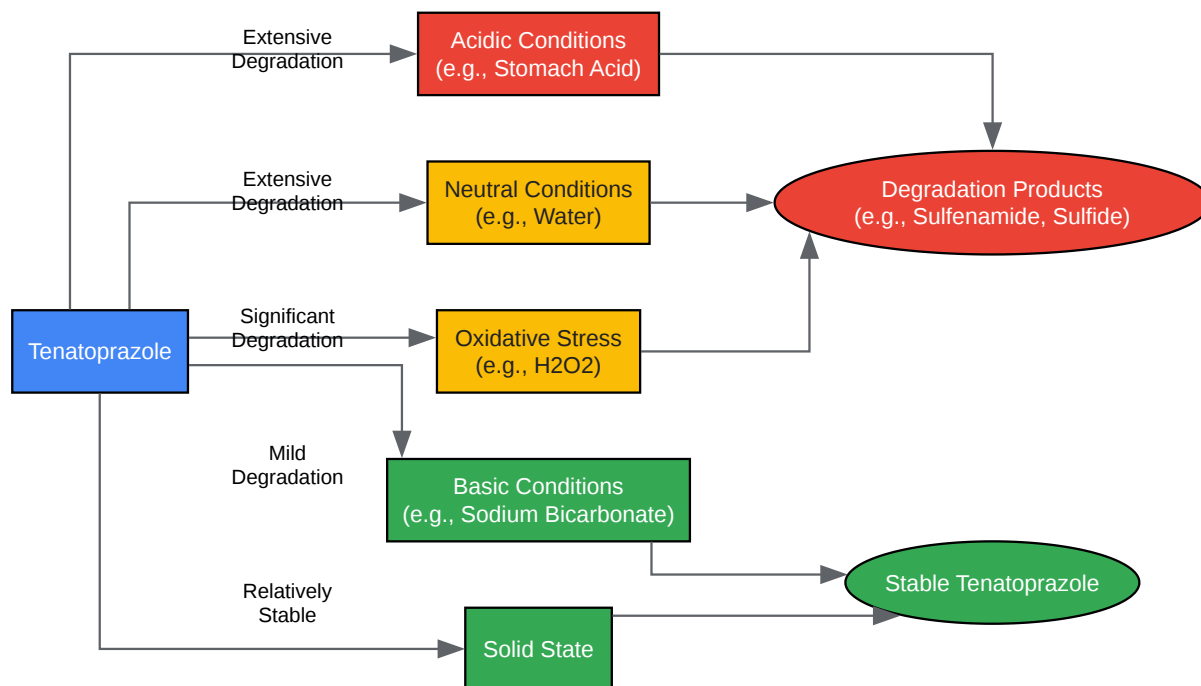 Extensive
Degradation
Acidic Conditions
(e.g., Stomach Acid)
Extensive
Degradation
Neutral Conditions
(e.g., Water)
Degradation Products
(e.g., Sulfenamide, Sulfide)
Tenatoprazole
Significant
Degradation
Oxidative Stress
(e.g., H2O2)
Mild
Degradation
Basic Conditions
(e.g., Sodium Bicarbonate)
Stable Tenatoprazole
Relatively
Stable
Solid State